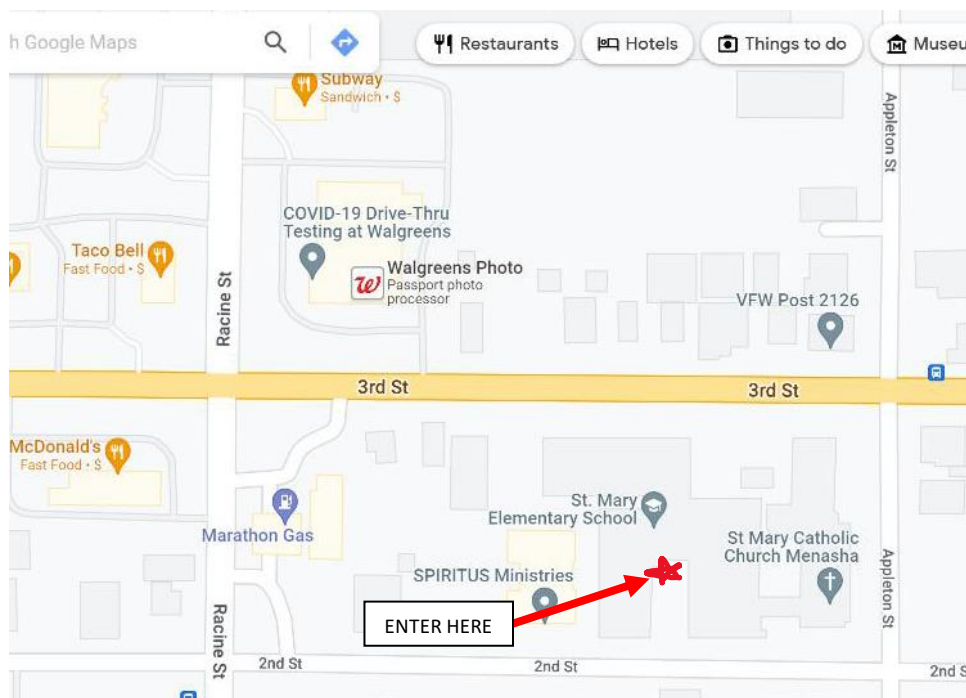 h Google Maps
Restaurants
Hotels
Things to do
Museu
Subway
Sandwich • $
Appleton St
COVID-19 Drive-Thru
Testing at Walgreens
Taco Bell
Fast Food • $
Walgreens Photo
Passport photo
processor
Racine St
VFW Post 2126
3rd St
3rd St
McDonald's
Fast Food • $
St. Mary
Elementary School
Marathon Gas
St Mary Catholic
Church Menasha
SPIRITUS Ministries
Appleton St
ENTER HERE
Racine St
2nd St
2nd St
2nd S